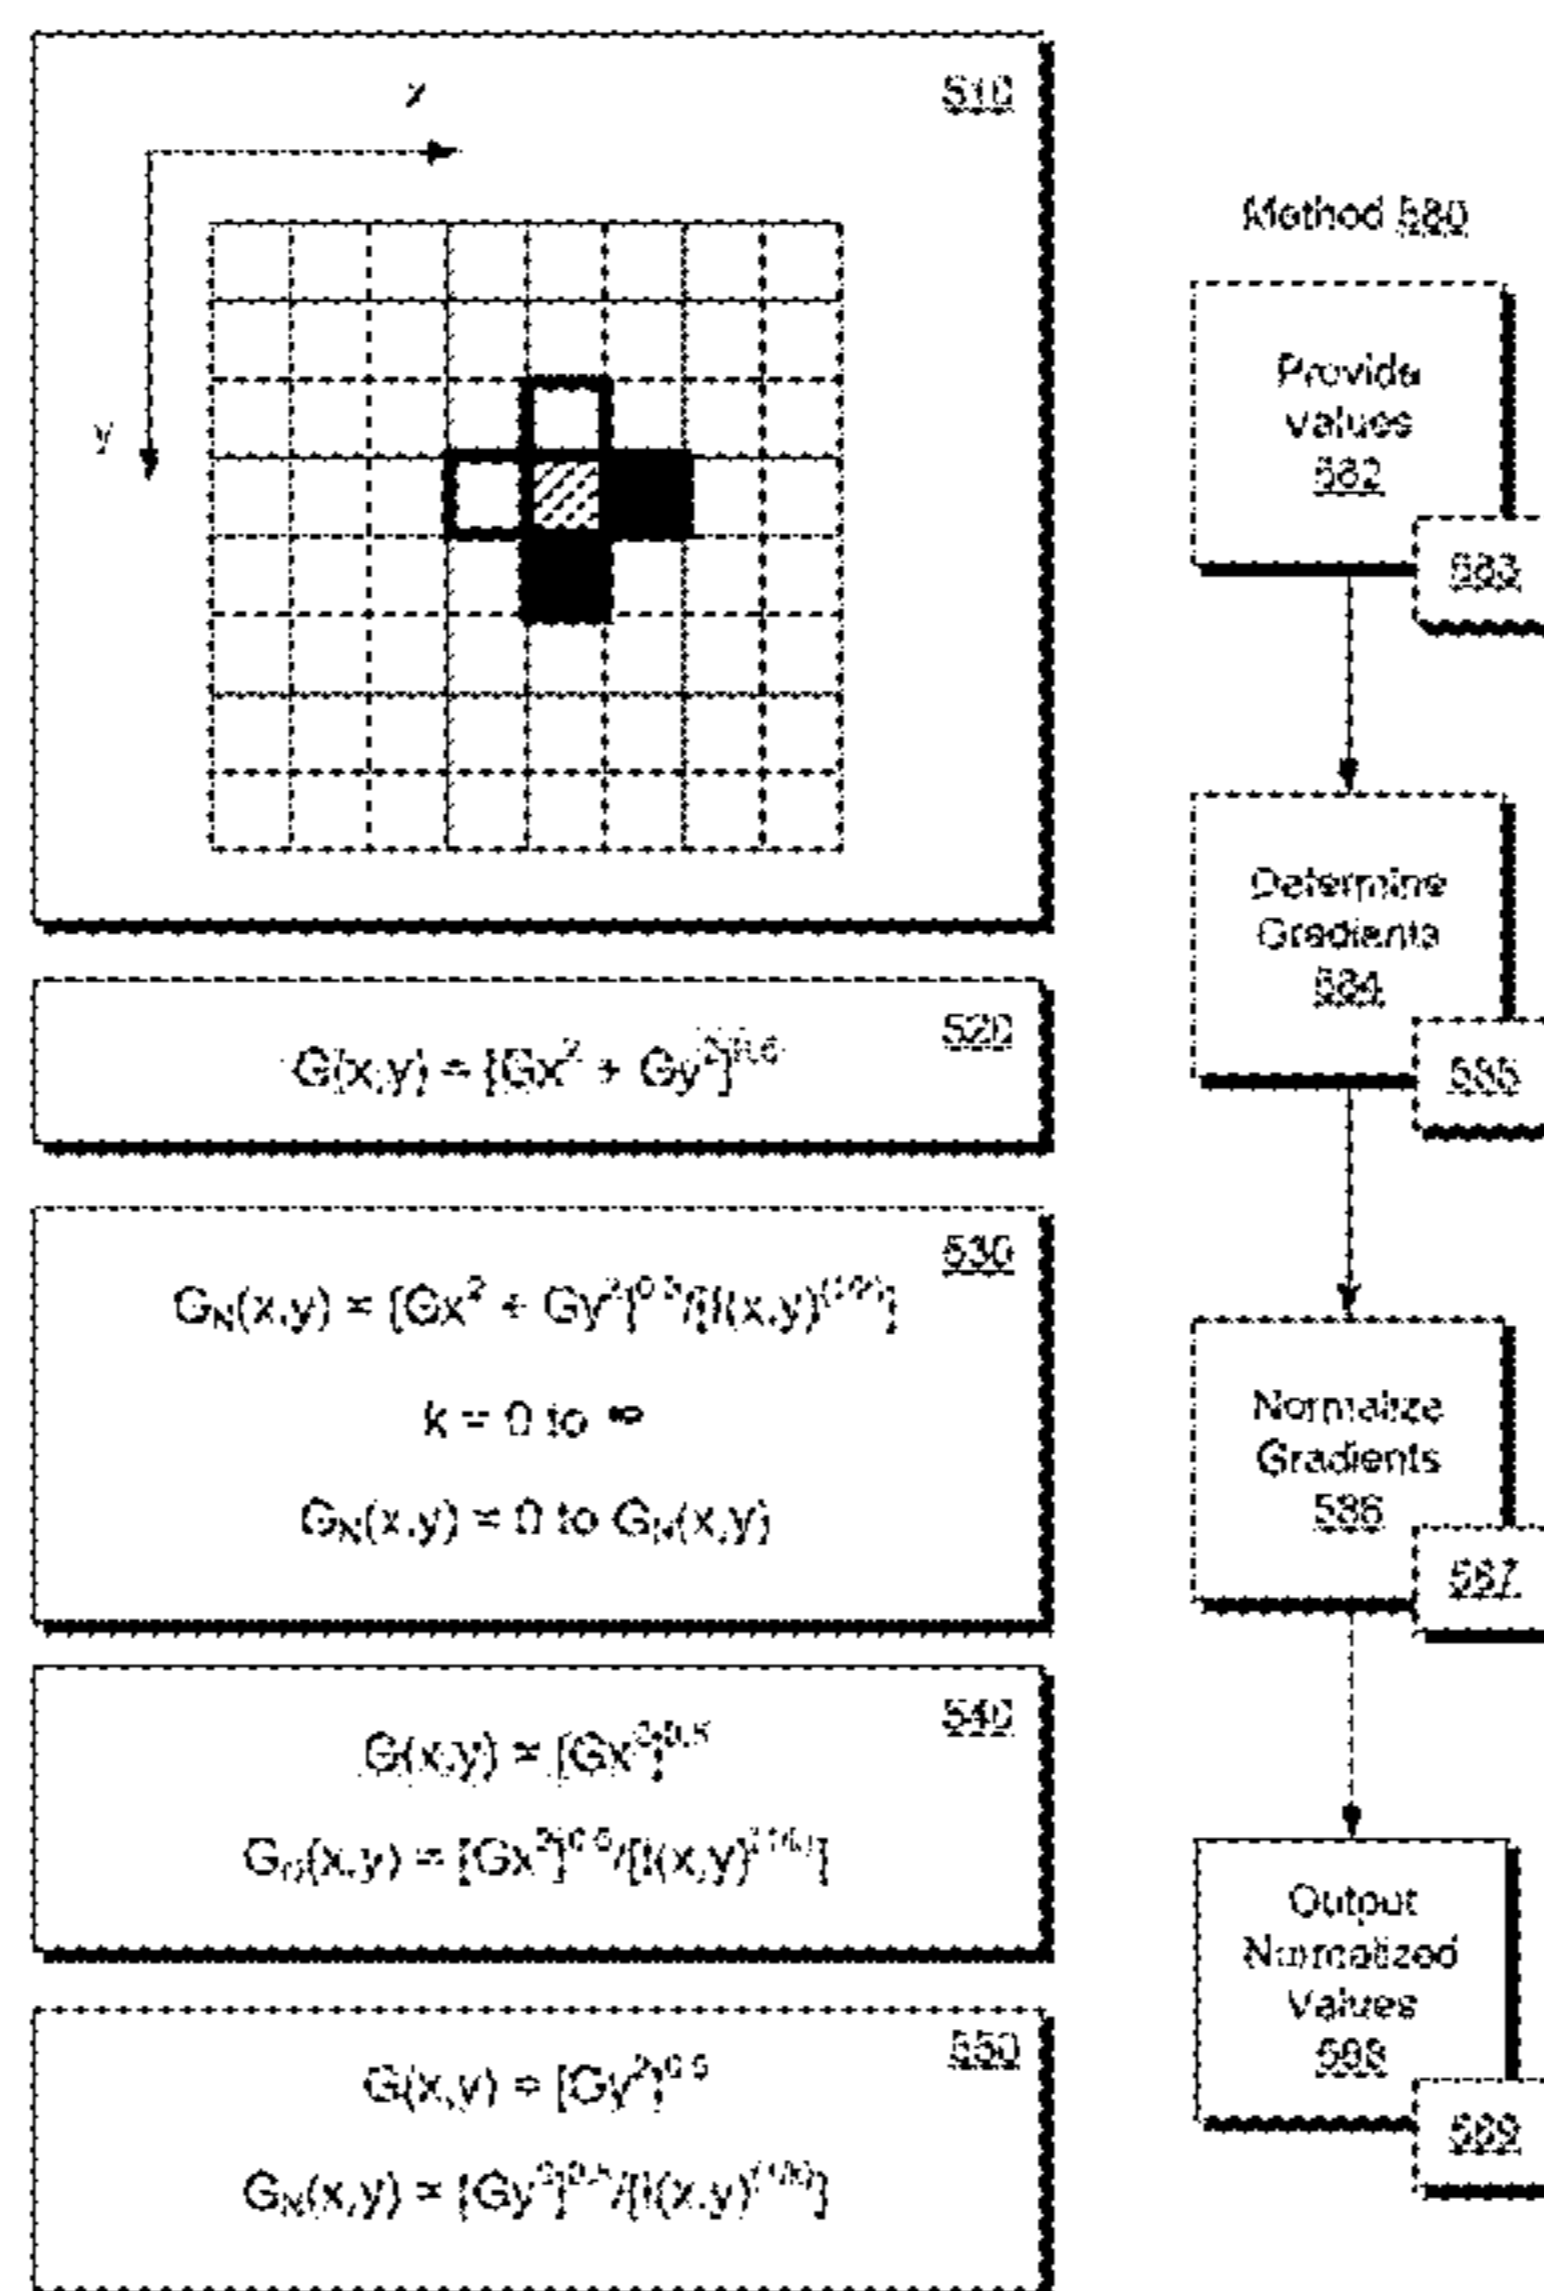 x
510
y
G(x,y) = [Gx² + Gy²]^0.5
520
530
G_N(x,y) = [Gx² + Gy²]^0.5/[I(x,y)^(1/k)]
k = 0 to ∞
G_N(x,y) = 0 to G_N(x,y)
540
G(x,y) = [Gx²]^0.5
(x,y) = [Gx²]^0.5/[I(x,y)^(1/k)]
550
G(x,y) = [Gy²]^0.5
G_N(x,y) = [Gy²]^0.5/[I(x,y)^(1/k)]
Method 580
Provide
values
582
583
Determine
Gradients
584
585
Normalize
Gradients
586
587
Output
Normalized
Values
588
589